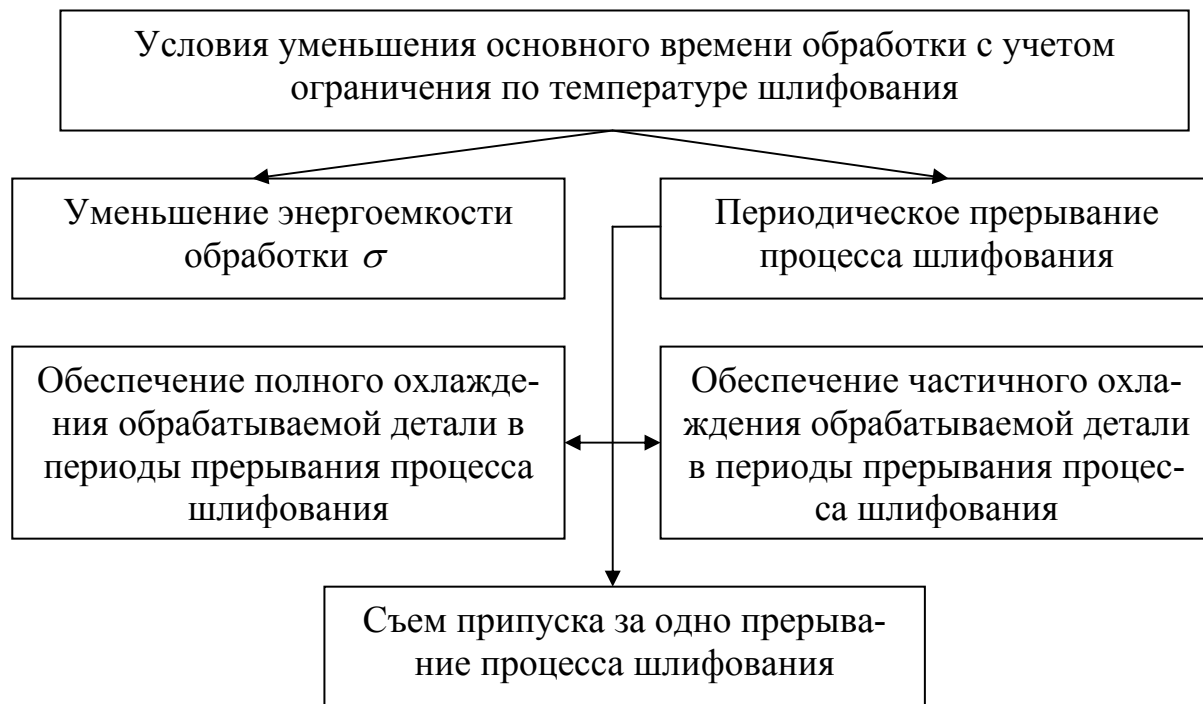 Условия уменьшения основного времени обработки с учетом
ограничения по температуре шлифования
Уменьшение энергоемкости
обработки σ
Периодическое прерывание
процесса шлифования
Обеспечение полного охлажде-
ния обрабатываемой детали в
периоды прерывания процесса
шлифования
Обеспечение частичного охла-
ждения обрабатываемой детали
в периоды прерывания процес-
са шлифования
Съем припуска за одно прерыва-
ние процесса шлифования